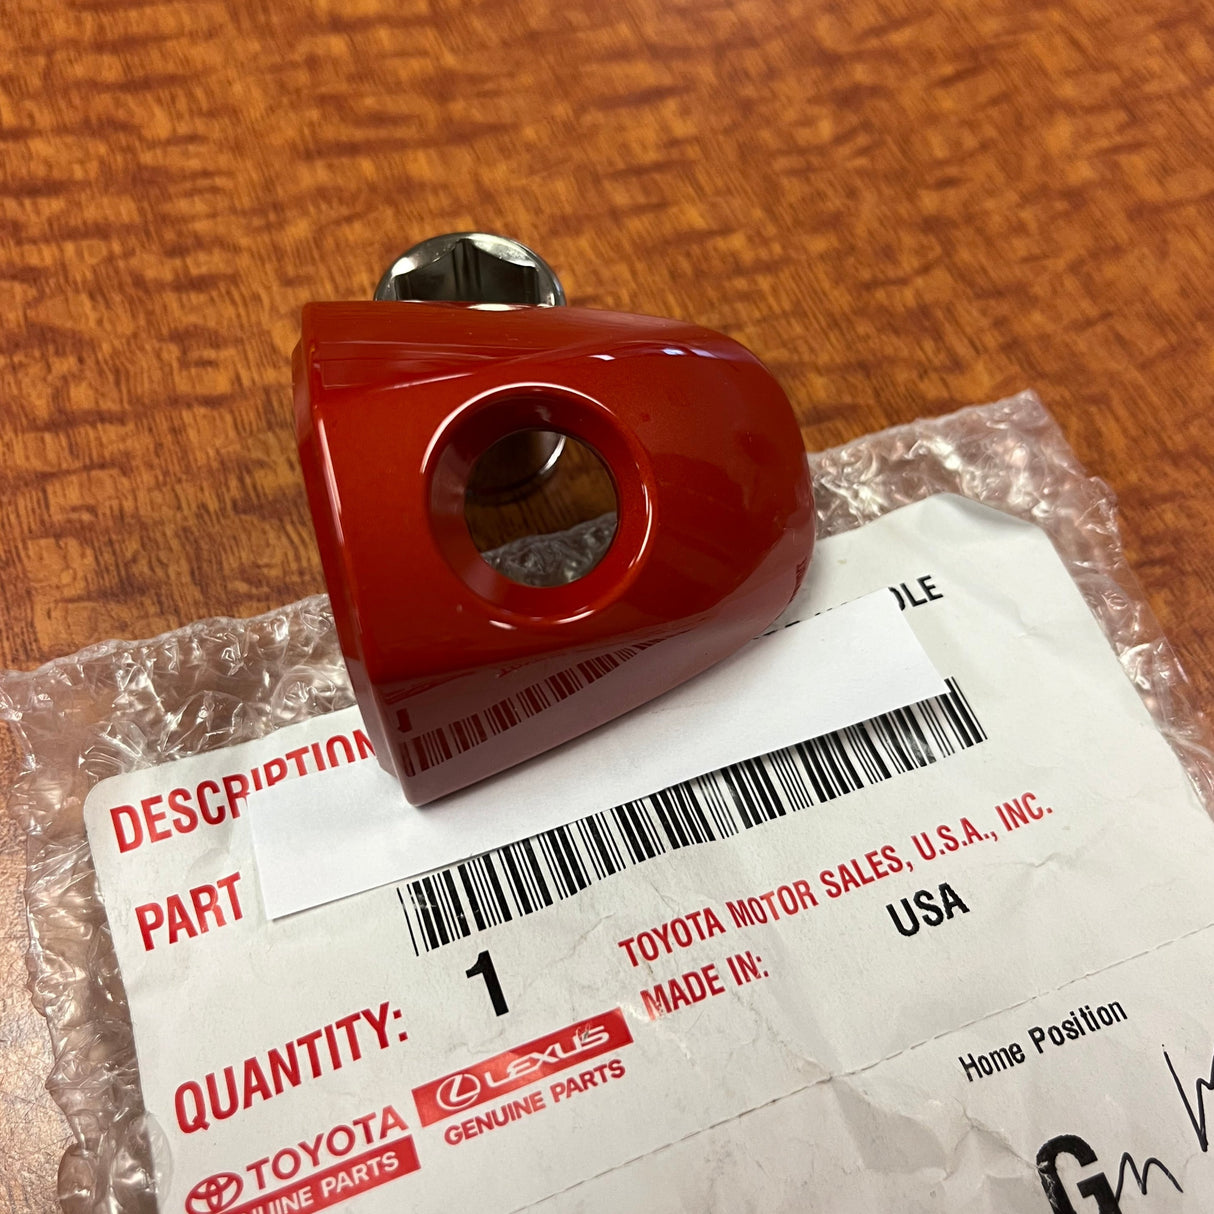 DESCRIPTION
PART
QUANTITY: 1
TOYOTA MOTOR SALES, U.S.A., INC.
MADE IN: USA
TOYOTA
GENUINE PARTS
LEXUS
GENUINE PARTS
Home Position
G